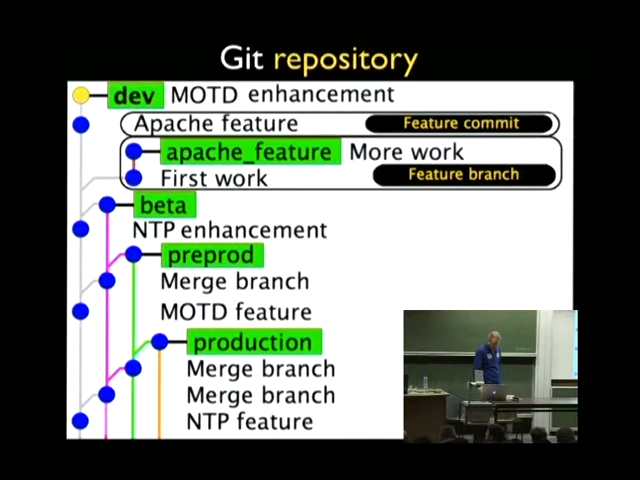 Git repository
dev MOTD enhancement
Apache feature Feature commit
apache_feature More work
First work Feature branch
beta
NTP enhancement
preprod
Merge branch
MOTD feature
production
Merge branch
Merge branch
NTP feature